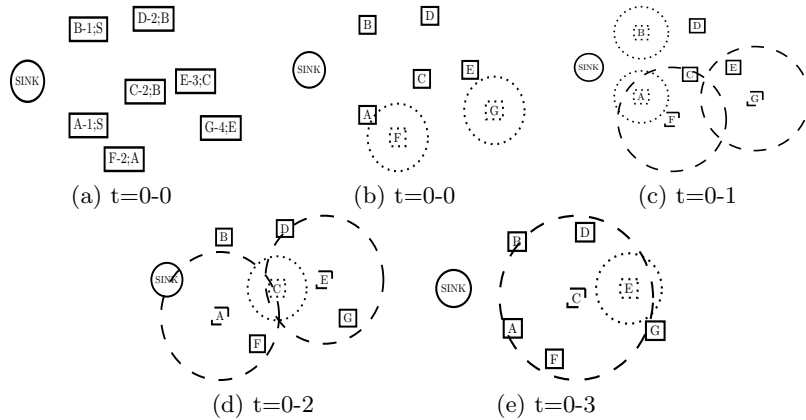 B-1;S
D-2;B
SINK
C-2;B
E-3;C
A-1;S
G-4;E
F-2;A
(a) t=0-0
B
D
SINK
E
C
A
G
F
(b) t=0-0
B
D
SINK
E
C
A
G
F
(c) t=0-1
B
D
SINK
E
C
A
G
F
(d) t=0-2
B
D
SINK
E
C
A
G
F
(e) t=0-3